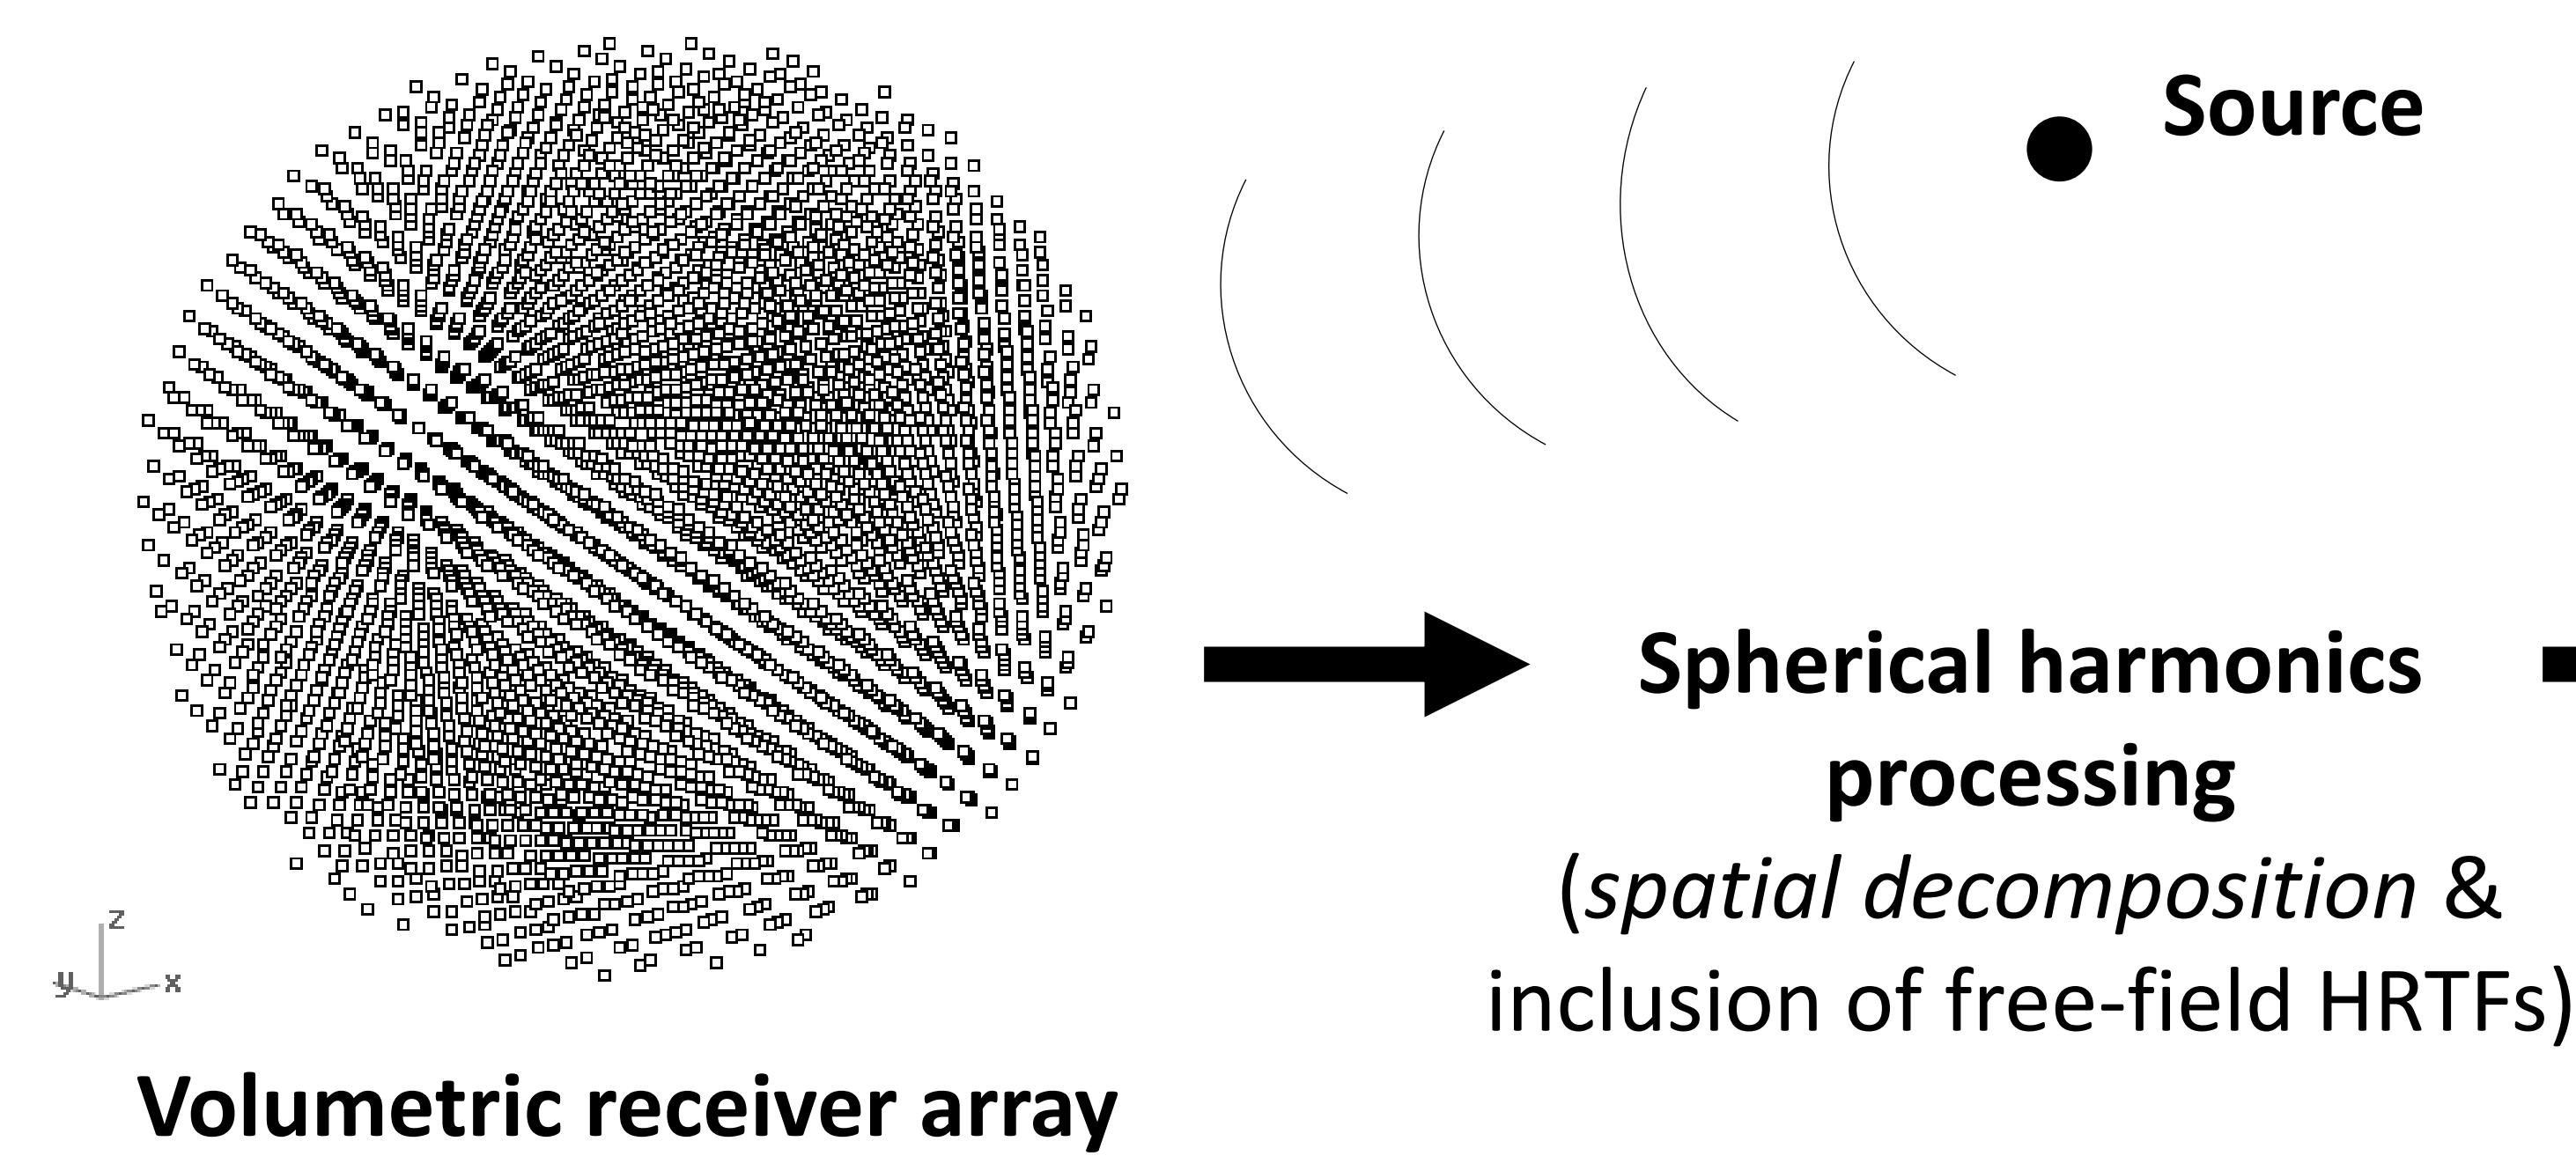 Source
Spherical harmonics
processing
(spatial decomposition &
inclusion of free-field HRTFs)
z
y
x
Volumetric receiver array